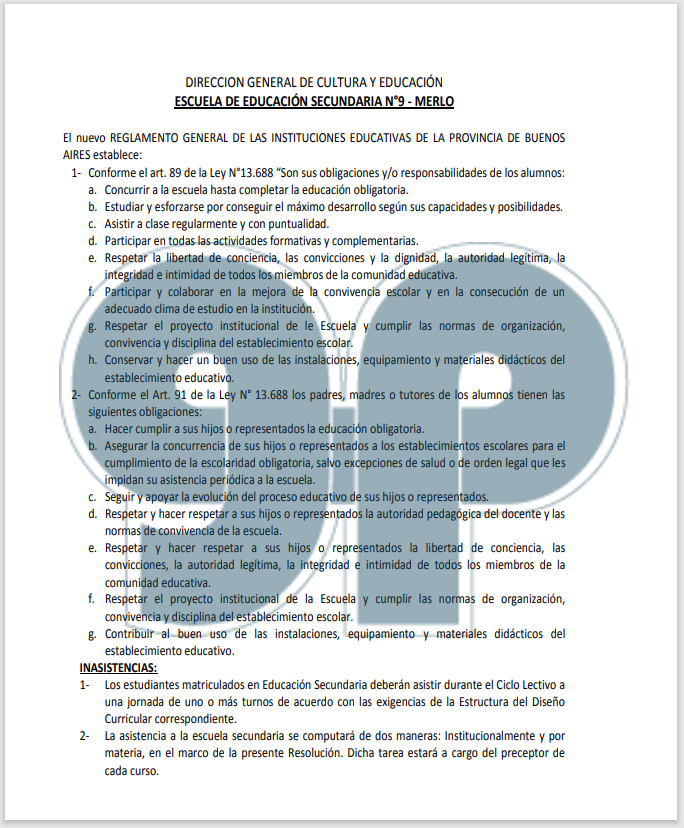 DIRECCION GENERAL DE CULTURA Y EDUCACIÓN
ESCUELA DE EDUCACIÓN SECUNDARIA N°9 - MERLO
El nuevo REGLAMENTO GENERAL DE LAS INSTITUCIONES EDUCATIVAS DE LA PROVINCIA DE BUENOS
AIRES establece:
1- Conforme el art. 89 de la Ley N°13.688 “Son sus obligaciones y/o responsabilidades de los alumnos:
a. Concurrir a la escuela hasta completar la educación obligatoria.
b. Estudiar y esforzarse por conseguir el máximo desarrollo según sus capacidades y posibilidades.
c. Asistir a clase regularmente y con puntualidad.
d. Participar en todas las actividades formativas y complementarias.
e. Respetar la libertad de conciencia, las convicciones y la dignidad, la autoridad legítima, la
integridad e intimidad de todos los miembros de la comunidad educativa.
f. Participar y colaborar en la mejora de la convivencia escolar y en la consecución de un
adecuado clima de estudio en la institución.
g. Respetar el proyecto institucional de le Escuela y cumplir las normas de organización,
convivencia y disciplina del establecimiento escolar.
h. Conservar y hacer un buen uso de las instalaciones, equipamiento y materiales didácticos del
establecimiento educativo.
2- Conforme el Art. 91 de la Ley N° 13.688 los padres, madres o tutores de los alumnos tienen las
siguientes obligaciones:
a. Hacer cumplir a sus hijos o representados la educación obligatoria.
b. Asegurar la concurrencia de sus hijos o representados a los establecimientos escolares para el
cumplimiento de la escolaridad obligatoria, salvo excepciones de salud o de orden legal que les
impidan su asistencia periódica a la escuela.
c. Seguir y apoyar la evolución del proceso educativo de sus hijos o representados.
d. Respetar y hacer respetar a sus hijos o representados la autoridad pedagógica del docente y las
normas de convivencia de la escuela.
e. Respetar y hacer respetar a sus hijos o representados la libertad de conciencia, las
convicciones, la autoridad legítima, la integridad e intimidad de todos los miembros de la
comunidad educativa.
f. Respetar el proyecto institucional de la Escuela y cumplir las normas de organización,
convivencia y disciplina del establecimiento escolar.
g. Contribuir al buen uso de las instalaciones, equipamiento y materiales didácticos del
establecimiento educativo.
INASISTENCIAS:
1- Los estudiantes matriculados en Educación Secundaria deberán asistir durante el Ciclo Lectivo a
una jornada de uno o más turnos de acuerdo con las exigencias de la Estructura del Diseño
Curricular correspondiente.
2- La asistencia a la escuela secundaria se computará de dos maneras: Institucionalmente y por
materia, en el marco de la presente Resolución. Dicha tarea estará a cargo del preceptor de
cada curso.